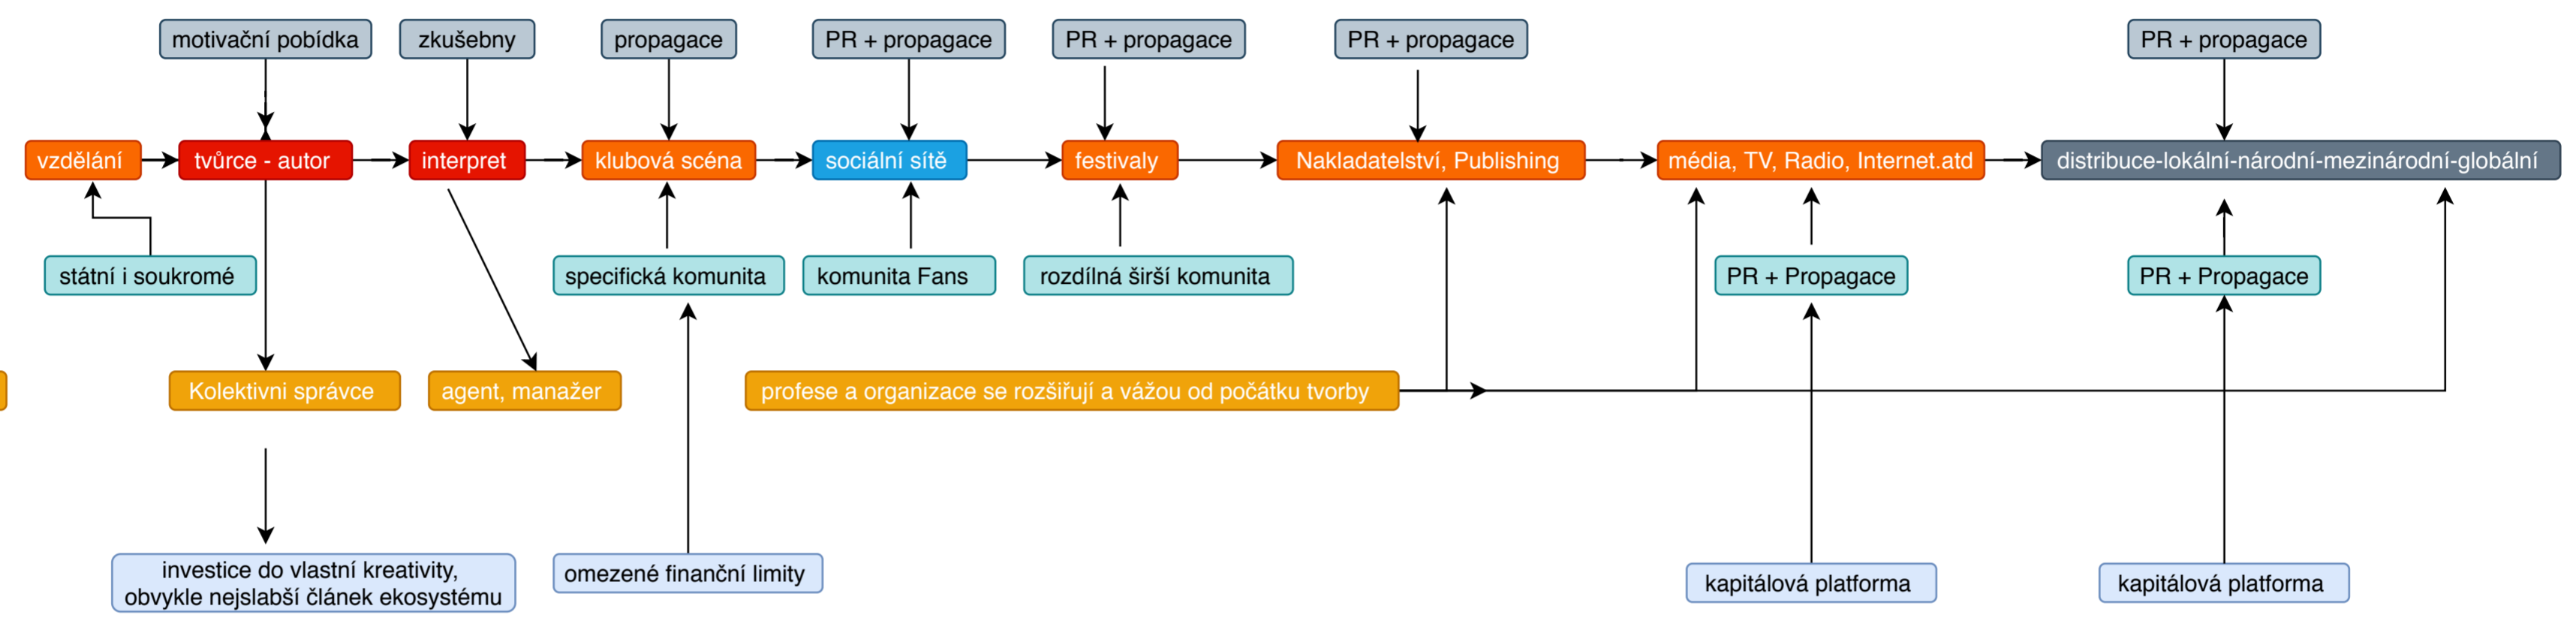 motivační pobídka
zkušebny
propagace
PR + propagace
PR + propagace
PR + propagace
PR + propagace
vzdělání
tvůrce - autor
interpret
klubová scéna
sociální sítě
festivaly
Nakladatelství, Publishing
média, TV, Radio, Internet.atd
distribuce-lokální-národní-mezinárodní-globální
státní i soukromé
specifická komunita
komunita Fans
rozdílná širší komunita
PR + Propagace
PR + Propagace
Kolektivni správce
agent, manažer
profese a organizace se rozšiřují a vážou od počátku tvorby
investice do vlastní kreativity,
obvykle nejslabší článek ekosystému
omezené finanční limity
kapitálová platforma
kapitálová platforma